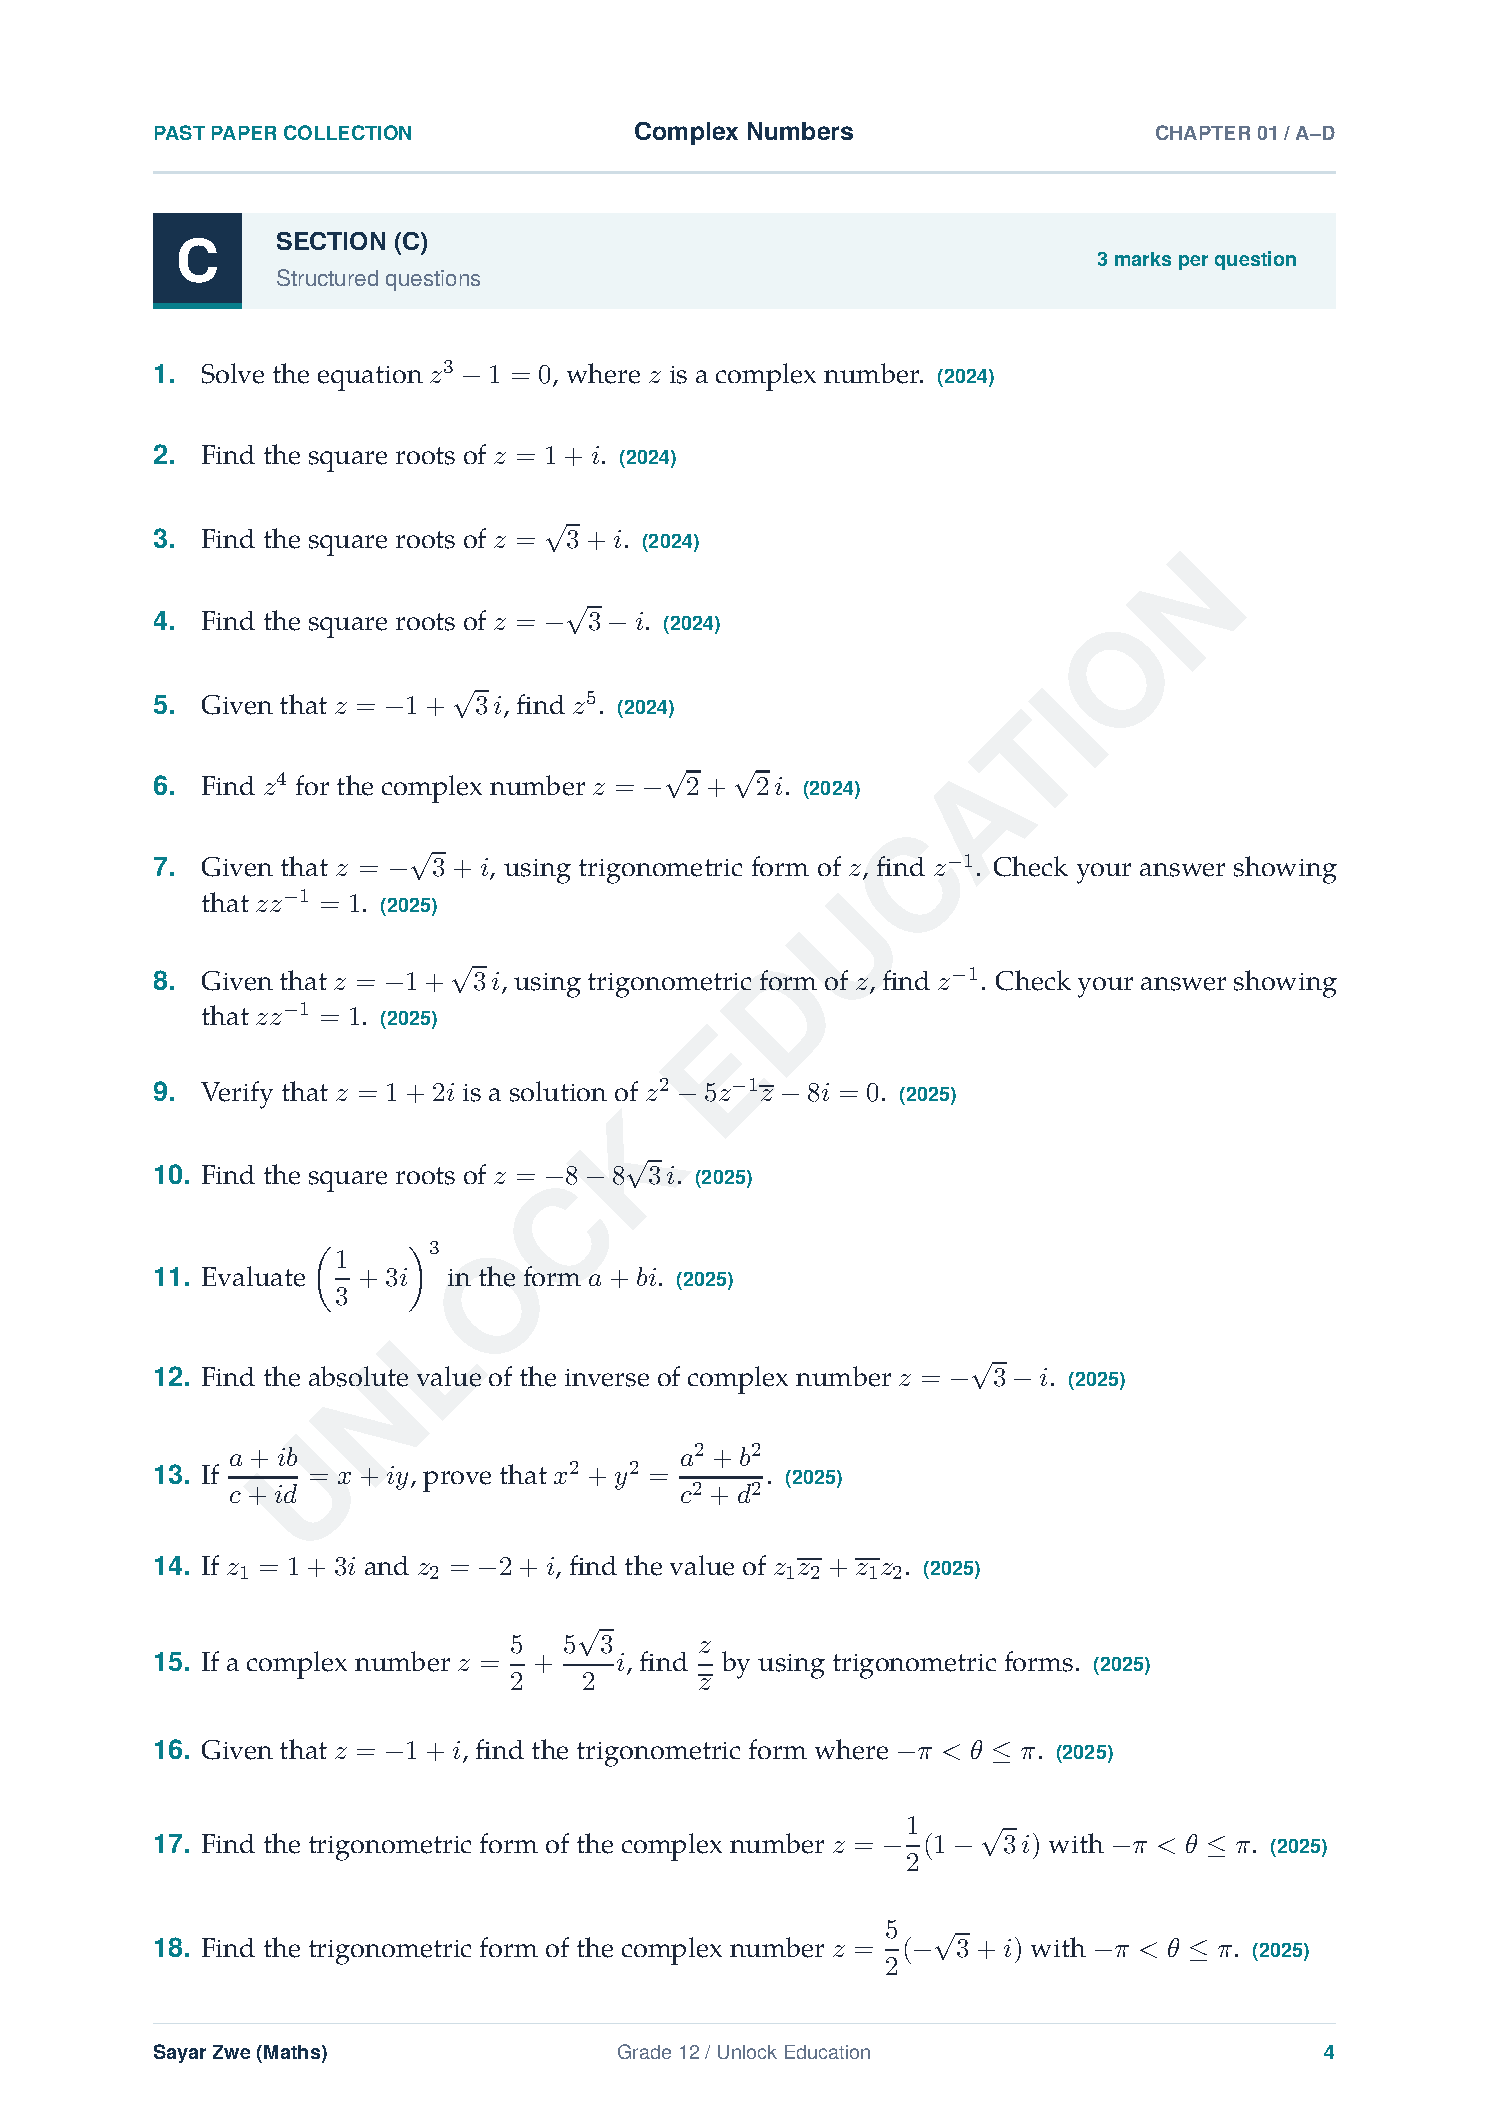 PAST PAPER COLLECTION Complex Numbers CHAPTER 01 / A–D
C
SECTION (C)
Structured questions
3 marks per question
1. Solve the equation z³ − 1 = 0, where z is a complex number. (2024)
2. Find the square roots of z = 1 + i. (2024)
3. Find the square roots of z = √3 + i. (2024)
4. Find the square roots of z = −√3 − i. (2024)
5. Given that z = −1 + √3 i, find z⁵. (2024)
6. Find z⁴ for the complex number z = −√2 + √2 i. (2024)
7. Given that z = −√3 + i, using trigonometric form of z, find z⁻¹. Check your answer showing
that zz⁻¹ = 1. (2025)
8. Given that z = −1 + √3 i, using trigonometric form of z, find z⁻¹. Check your answer showing
that zz⁻¹ = 1. (2025)
9. Verify that z = 1 + 2i is a solution of z² − 5z⁻¹z̅ − 8i = 0. (2025)
10. Find the square roots of z = −8 − 8√3 i. (2025)
11. Evaluate (1/3 + 3i)³ in the form a + bi. (2025)
12. Find the absolute value of the inverse of complex number z = −√3 − i. (2025)
13. If (a + ib)/(c + id) = x + iy, prove that x² + y² = (a² + b²)/(c² + d²). (2025)
14. If z₁ = 1 + 3i and z₂ = −2 + i, find the value of z₁z̅₂ + z̅₁z₂. (2025)
15. If a complex number z = 5/2 + (5√3)/2 i, find z/z̅ by using trigonometric forms. (2025)
16. Given that z = −1 + i, find the trigonometric form where −π < θ ≤ π. (2025)
17. Find the trigonometric form of the complex number z = −1/2 (1 − √3 i) with −π < θ ≤ π. (2025)
18. Find the trigonometric form of the complex number z = 5/2 (−√3 + i) with −π < θ ≤ π. (2025)
UNLOCK EDUCATION
Sayar Zwe (Maths) Grade 12 / Unlock Education 4